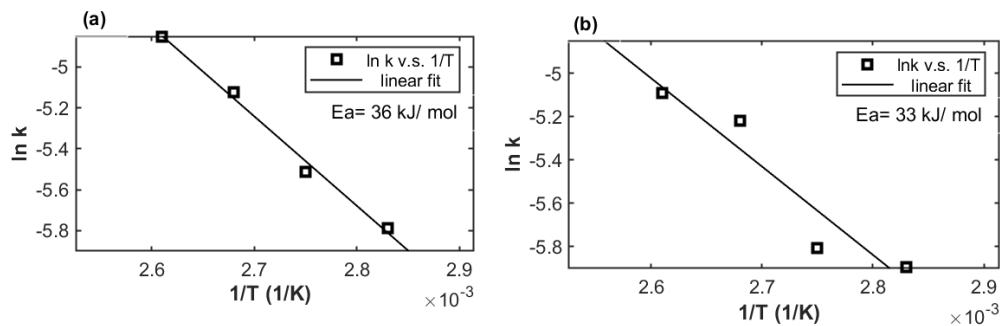 (a)
ln k v.s. 1/T
linear fit
Ea= 36 kJ/ mol
ln k
-5
-5.2
-5.4
-5.6
-5.8
2.6
2.7
2.8
2.9
1/T (1/K)
×10⁻³
(b)
lnk v.s. 1/T
linear fit
Ea= 33 kJ/ mol
ln k
-5
-5.2
-5.4
-5.6
-5.8
2.6
2.7
2.8
2.9
1/T (1/K)
×10⁻³